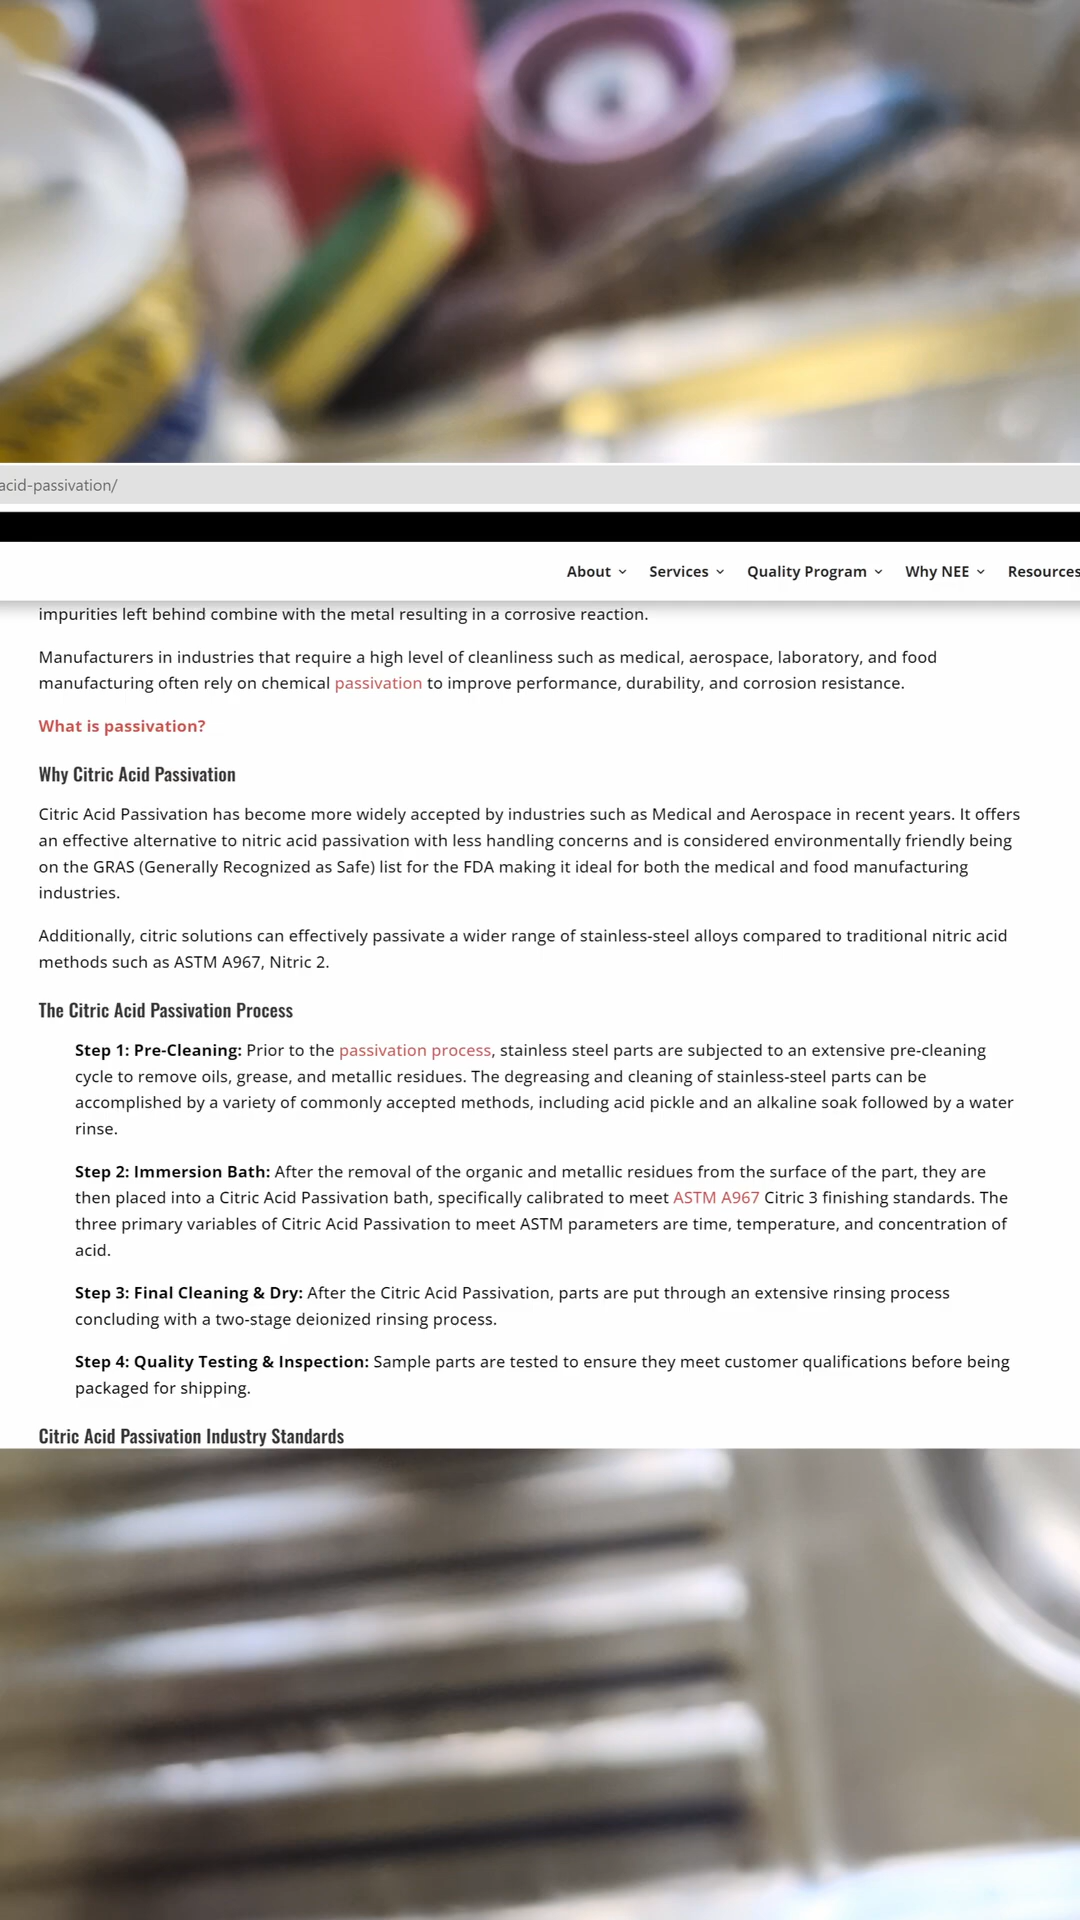 acid-passivation/
About Services Quality Program Why NEE Resources
impurities left behind combine with the metal resulting in a corrosive reaction.
Manufacturers in industries that require a high level of cleanliness such as medical, aerospace, laboratory, and food
manufacturing often rely on chemical passivation to improve performance, durability, and corrosion resistance.
What is passivation?
Why Citric Acid Passivation
Citric Acid Passivation has become more widely accepted by industries such as Medical and Aerospace in recent years. It offers
an effective alternative to nitric acid passivation with less handling concerns and is considered environmentally friendly being
on the GRAS (Generally Recognized as Safe) list for the FDA making it ideal for both the medical and food manufacturing
industries.
Additionally, citric solutions can effectively passivate a wider range of stainless-steel alloys compared to traditional nitric acid
methods such as ASTM A967, Nitric 2.
The Citric Acid Passivation Process
Step 1: Pre-Cleaning: Prior to the passivation process, stainless steel parts are subjected to an extensive pre-cleaning
cycle to remove oils, grease, and metallic residues. The degreasing and cleaning of stainless-steel parts can be
accomplished by a variety of commonly accepted methods, including acid pickle and an alkaline soak followed by a water
rinse.
Step 2: Immersion Bath: After the removal of the organic and metallic residues from the surface of the part, they are
then placed into a Citric Acid Passivation bath, specifically calibrated to meet ASTM A967 Citric 3 finishing standards. The
three primary variables of Citric Acid Passivation to meet ASTM parameters are time, temperature, and concentration of
acid.
Step 3: Final Cleaning & Dry: After the Citric Acid Passivation, parts are put through an extensive rinsing process
concluding with a two-stage deionized rinsing process.
Step 4: Quality Testing & Inspection: Sample parts are tested to ensure they meet customer qualifications before being
packaged for shipping.
Citric Acid Passivation Industry Standards